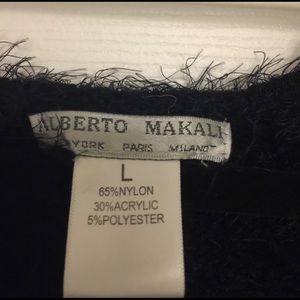 ALBERTO MAKALI
YORK PARIS MILANO
L
65%NYLON
30%ACRYLIC
5%POLYESTER